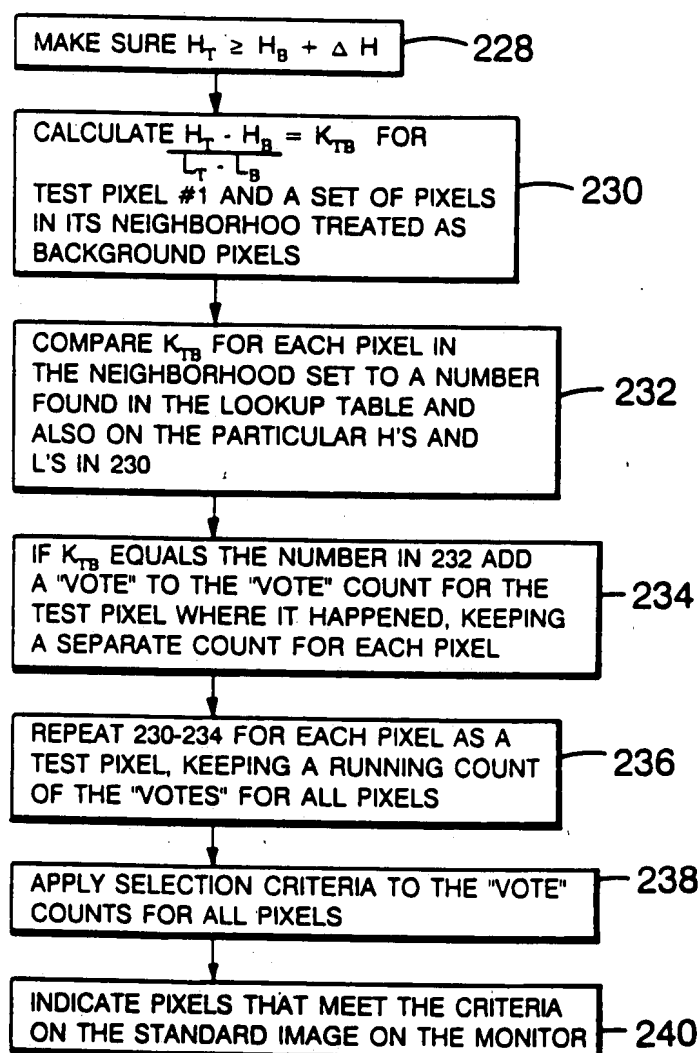 MAKE SURE H_T ≥ H_B + Δ H
228
CALCULATE H_T - H_B = K_TB FOR
L_T - L_B
TEST PIXEL #1 AND A SET OF PIXELS
IN ITS NEIGHBORHOO TREATED AS
BACKGROUND PIXELS
230
COMPARE K_TB FOR EACH PIXEL IN
THE NEIGHBORHOOD SET TO A NUMBER
FOUND IN THE LOOKUP TABLE AND
ALSO ON THE PARTICULAR H'S AND
L'S IN 230
232
IF K_TB EQUALS THE NUMBER IN 232 ADD
A "VOTE" TO THE "VOTE" COUNT FOR THE
TEST PIXEL WHERE IT HAPPENED, KEEPING
A SEPARATE COUNT FOR EACH PIXEL
234
REPEAT 230-234 FOR EACH PIXEL AS A
TEST PIXEL, KEEPING A RUNNING COUNT
OF THE "VOTES" FOR ALL PIXELS
236
APPLY SELECTION CRITERIA TO THE "VOTE"
COUNTS FOR ALL PIXELS
238
INDICATE PIXELS THAT MEET THE CRITERIA
ON THE STANDARD IMAGE ON THE MONITOR
240